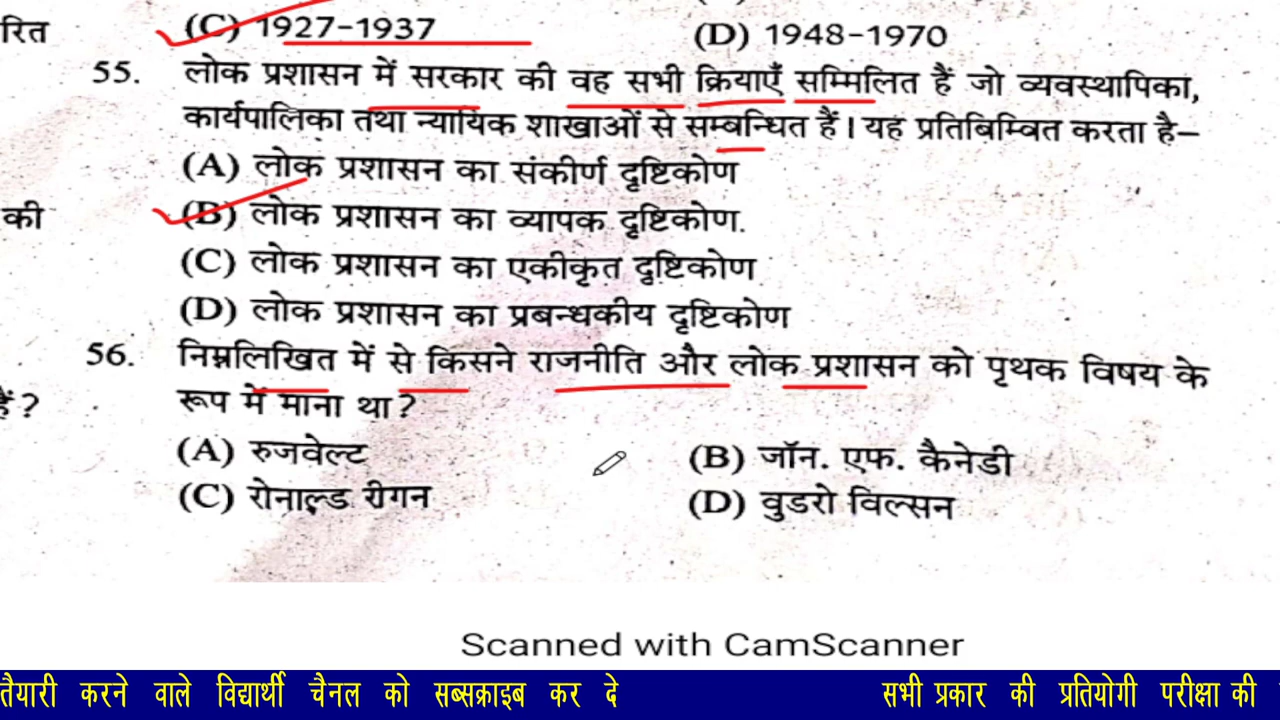 रित (C) 1927-1937 (D) 1948-1970
55. लोक प्रशासन में सरकार की वह सभी क्रियाएँ सम्मिलित हैं जो व्यवस्थापिका,
कार्यपालिका तथा न्यायिक शाखाओं से सम्बन्धित हैं। यह प्रतिबिम्बित करता है–
(A) लोक प्रशासन का संकीर्ण दृष्टिकोण
की (B) लोक प्रशासन का व्यापक दृष्टिकोण.
(C) लोक प्रशासन का एकीकृत दृष्टिकोण
(D) लोक प्रशासन का प्रबन्धकीय दृष्टिकोण
56. निम्नलिखित में से किसने राजनीति और लोक प्रशासन को पृथक विषय के
हैं? रूप में माना था?
(A) रुजवेल्ट (B) जॉन. एफ. कैनेडी
(C) रोनाल्ड रीगन (D) वुडरो विल्सन
Scanned with CamScanner
तैयारी करने वाले विद्यार्थी चैनल को सब्सक्राइब कर दे सभी प्रकार की प्रतियोगी परीक्षा की